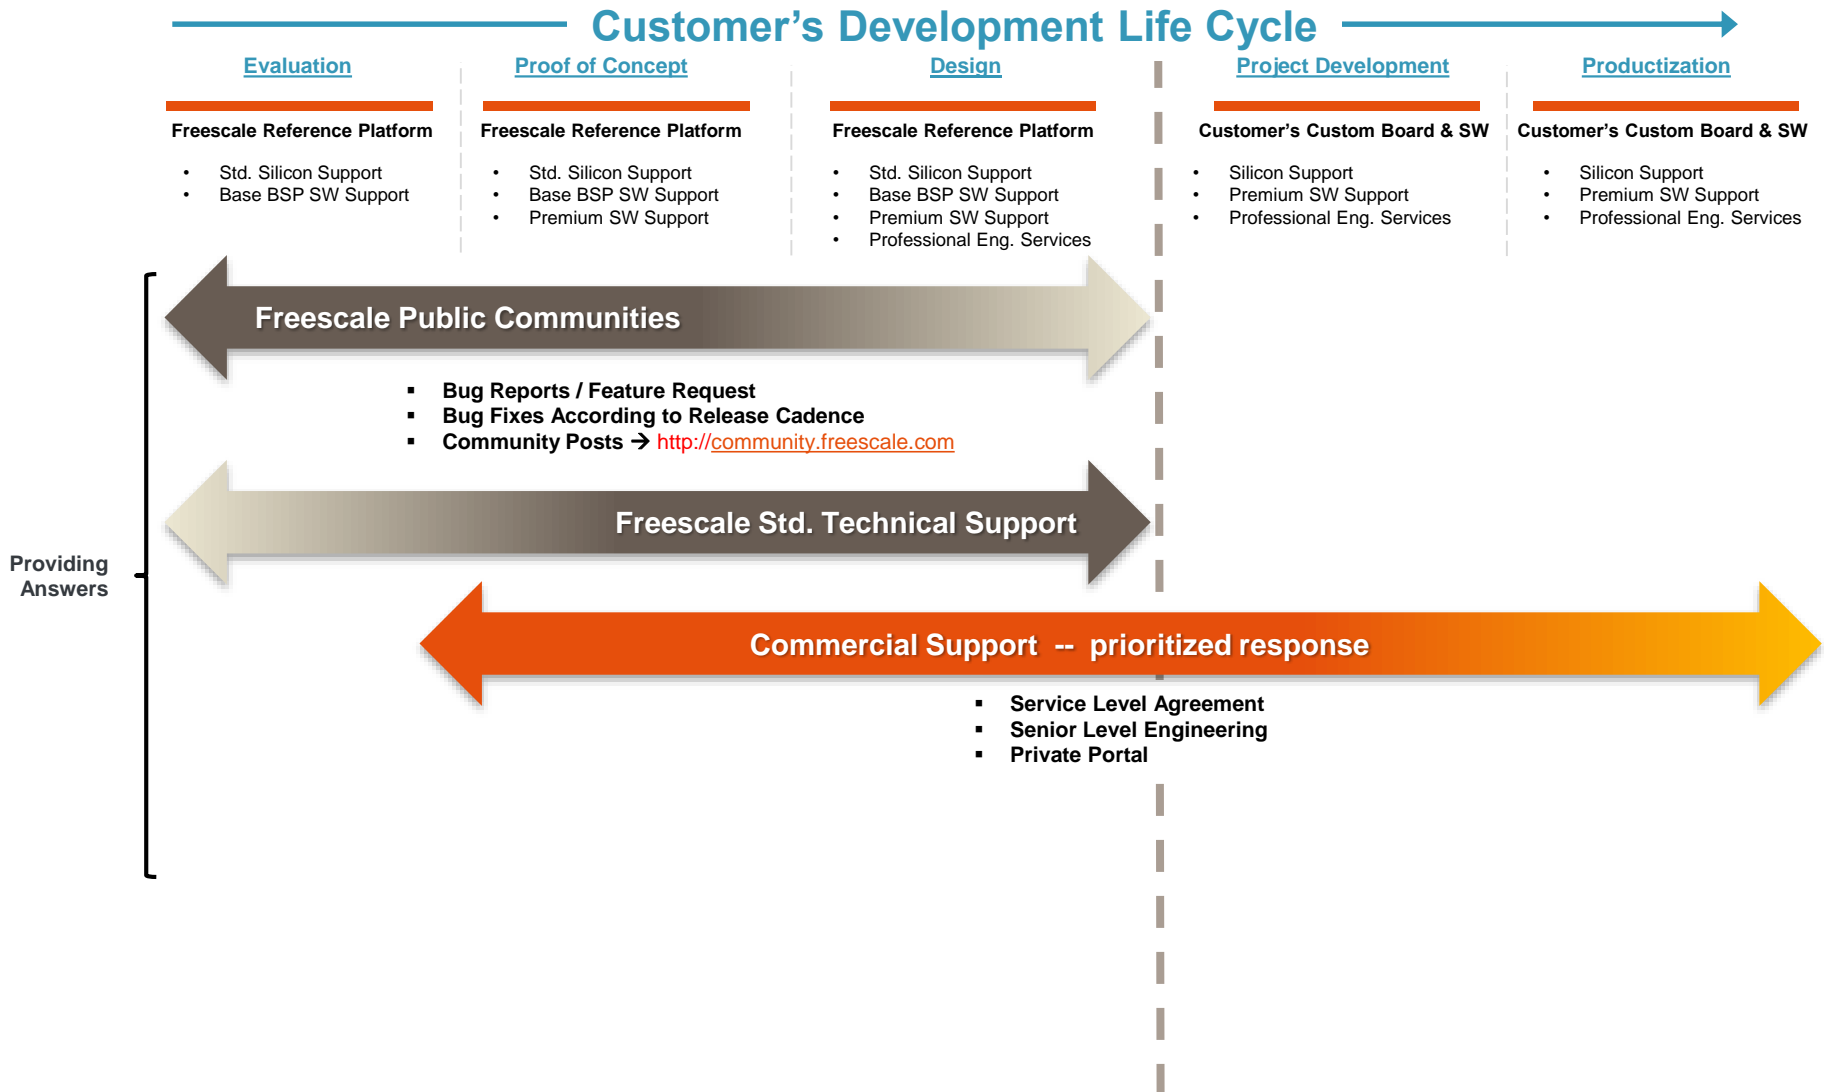 Customer’s Development Life Cycle
Evaluation
Freescale Reference Platform
• Std. Silicon Support
• Base BSP SW Support
Proof of Concept
Freescale Reference Platform
• Std. Silicon Support
• Base BSP SW Support
• Premium SW Support
Design
Freescale Reference Platform
• Std. Silicon Support
• Base BSP SW Support
• Premium SW Support
• Professional Eng. Services
Project Development
Customer’s Custom Board & SW
• Silicon Support
• Premium SW Support
• Professional Eng. Services
Productization
Customer’s Custom Board & SW
• Silicon Support
• Premium SW Support
• Professional Eng. Services
Providing
Answers
Freescale Public Communities
▪ Bug Reports / Feature Request
▪ Bug Fixes According to Release Cadence
▪ Community Posts → http://community.freescale.com
Freescale Std. Technical Support
Commercial Support -- prioritized response
▪ Service Level Agreement
▪ Senior Level Engineering
▪ Private Portal